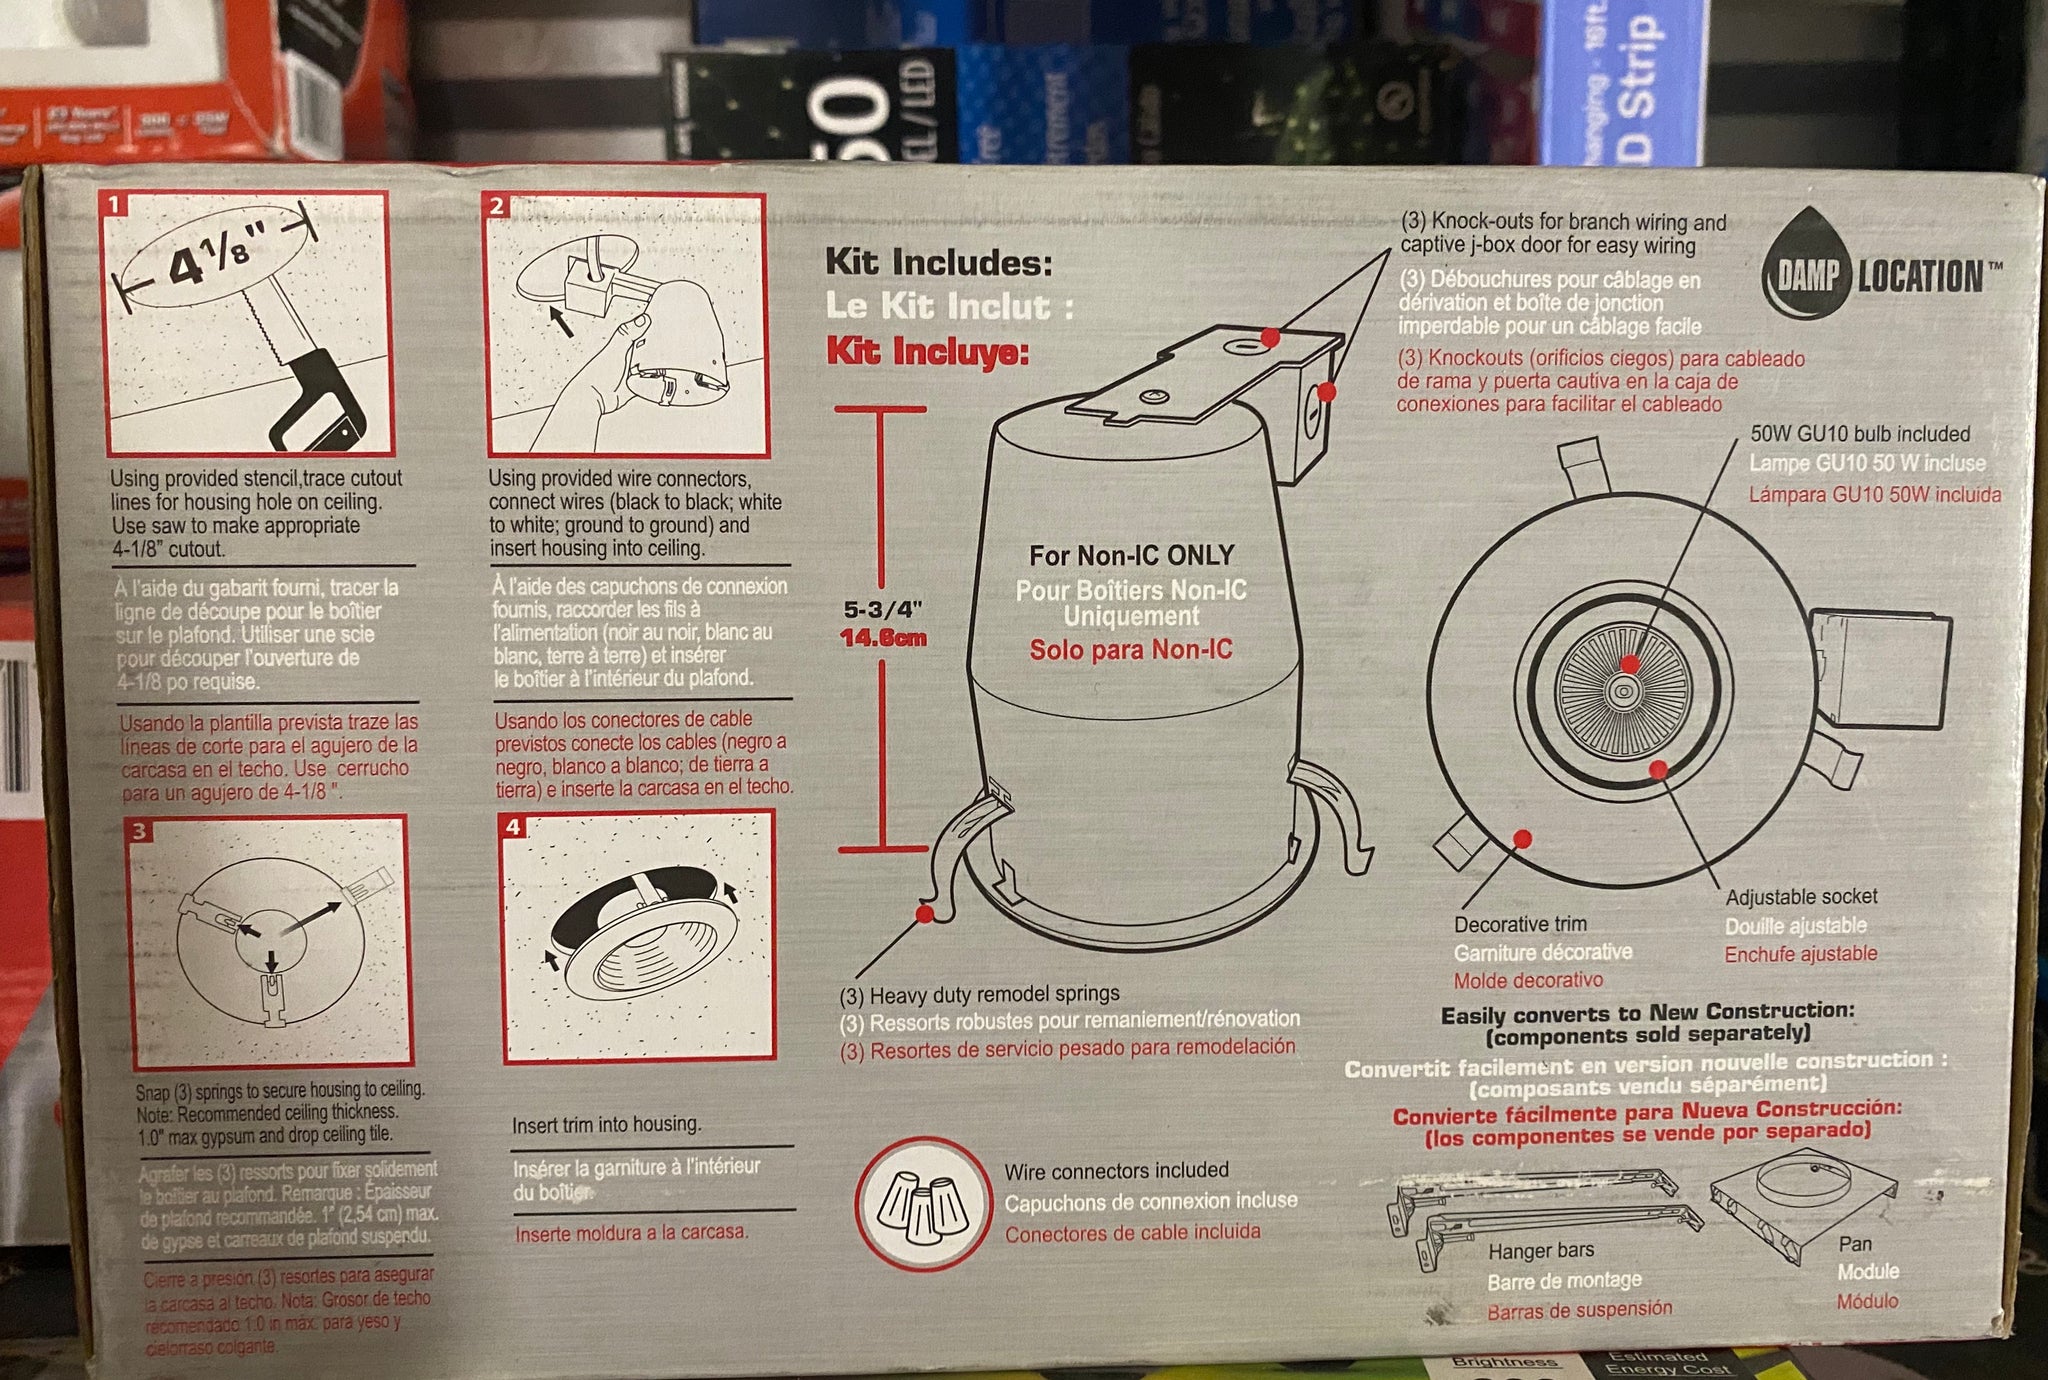 50
EL/LED
D Strip
hanging - 16ft.
1
4 1/8"
Using provided stencil,trace cutout
lines for housing hole on ceiling.
Use saw to make appropriate
4-1/8" cutout.
À l'aide du gabarit fourni, tracer la
ligne de découpe pour le boîtier
sur le plafond. Utiliser une scie
pour découper l'ouverture de
4-1/8 po requise.
Usando la plantilla prevista traze las
líneas de corte para el agujero de la
carcasa en el techo. Use cerrucho
para un agujero de 4-1/8 ".
2
Using provided wire connectors,
connect wires (black to black; white
to white; ground to ground) and
insert housing into ceiling.
À l'aide des capuchons de connexion
fournis, raccorder les fils à
l'alimentation (noir au noir, blanc au
blanc, terre à terre) et insérer
le boîtier à l'intérieur du plafond.
Usando los conectores de cable
previstos conecte los cables (negro a
negro, blanco a blanco; de tierra a
tierra) e inserte la carcasa en el techo.
3
Snap (3) springs to secure housing to ceiling.
Note: Recommended ceiling thickness.
1.0" max gypsum and drop ceiling tile.
Agrafer les (3) ressorts pour fixer solidement
le boîtier au plafond. Remarque : Épaisseur
de plafond recommandée. 1" (2,54 cm) max.
de gypse et carreaux de plafond suspendu.
Cierre a presión (3) resortes para asegurar
la carcasa al techo. Nota: Grosor de techo
recomendado 1.0 in máx. para yeso y
cielorraso colgante.
4
Insert trim into housing.
Insérer la garniture à l'intérieur
du boîtier.
Inserte moldura a la carcasa.
Kit Includes:
Le Kit Inclut :
Kit Incluye:
5-3/4"
14.6cm
For Non-IC ONLY
Pour Boîtiers Non-IC
Uniquement
Solo para Non-IC
(3) Heavy duty remodel springs
(3) Ressorts robustes pour remaniement/rénovation
(3) Resortes de servicio pesado para remodelación
Wire connectors included
Capuchons de connexion incluse
Conectores de cable incluida
(3) Knock-outs for branch wiring and
captive j-box door for easy wiring
(3) Débouchures pour câblage en
dérivation et boîte de jonction
imperdable pour un câblage facile
(3) Knockouts (orificios ciegos) para cableado
de rama y puerta cautiva en la caja de
conexiones para facilitar el cableado
DAMP LOCATION™
50W GU10 bulb included
Lampe GU10 50 W incluse
Lámpara GU10 50W incluida
Decorative trim
Garniture décorative
Molde decorativo
Adjustable socket
Douille ajustable
Enchufe ajustable
Easily converts to New Construction:
(components sold separately)
Convertit facilement en version nouvelle construction :
(composants vendu séparément)
Convierte fácilmente para Nueva Construcción:
(los componentes se vende por separado)
Hanger bars
Barre de montage
Barras de suspensión
Pan
Module
Módulo
Brightness
Estimated
Energy Cost